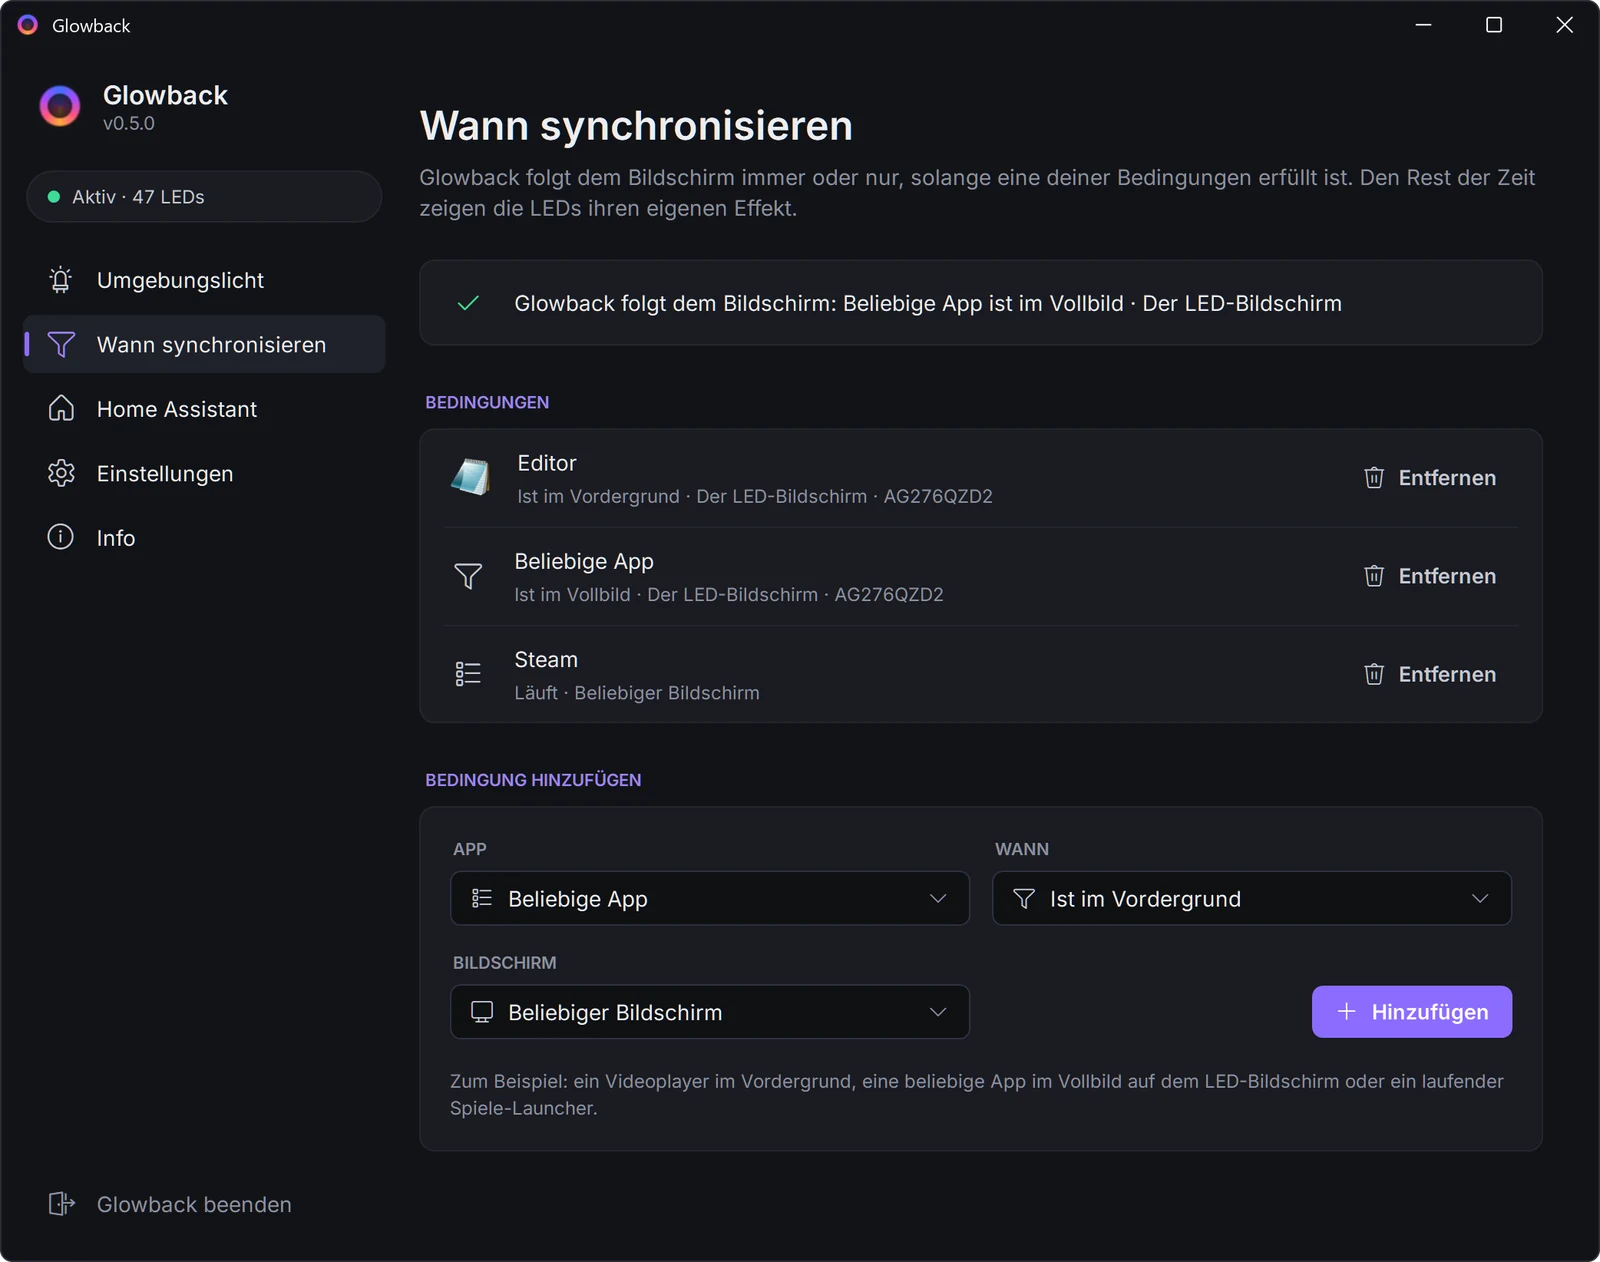 Glowback
Glowback
v0.5.0
Aktiv · 47 LEDs
Umgebungslicht
Wann synchronisieren
Home Assistant
Einstellungen
Info
Glowback beenden
Wann synchronisieren
Glowback folgt dem Bildschirm immer oder nur, solange eine deiner Bedingungen erfüllt ist. Den Rest der Zeit
zeigen die LEDs ihren eigenen Effekt.
Glowback folgt dem Bildschirm: Beliebige App ist im Vollbild · Der LED-Bildschirm
BEDINGUNGEN
Editor
Ist im Vordergrund · Der LED-Bildschirm · AG276QZD2
Entfernen
Beliebige App
Ist im Vollbild · Der LED-Bildschirm · AG276QZD2
Entfernen
Steam
Läuft · Beliebiger Bildschirm
Entfernen
BEDINGUNG HINZUFÜGEN
APP
Beliebige App
WANN
Ist im Vordergrund
BILDSCHIRM
Beliebiger Bildschirm
Hinzufügen
Zum Beispiel: ein Videoplayer im Vordergrund, eine beliebige App im Vollbild auf dem LED-Bildschirm oder ein laufender
Spiele-Launcher.